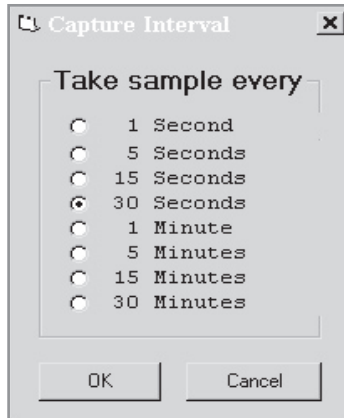 Capture Interval
Take sample every
1 Second
5 Seconds
15 Seconds
30 Seconds
1 Minute
5 Minutes
15 Minutes
30 Minutes
OK Cancel